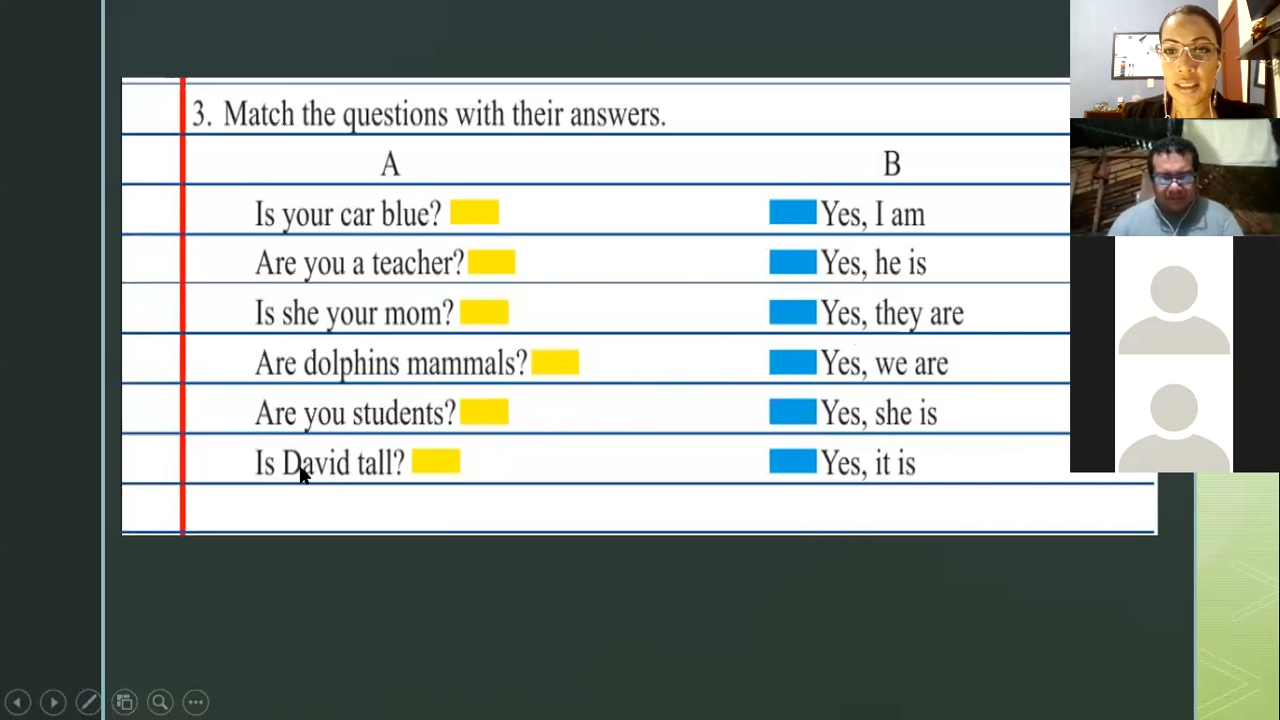 3. Match the questions with their answers.
A B
Is your car blue? Yes, I am
Are you a teacher? Yes, he is
Is she your mom? Yes, they are
Are dolphins mammals? Yes, we are
Are you students? Yes, she is
Is David tall? Yes, it is